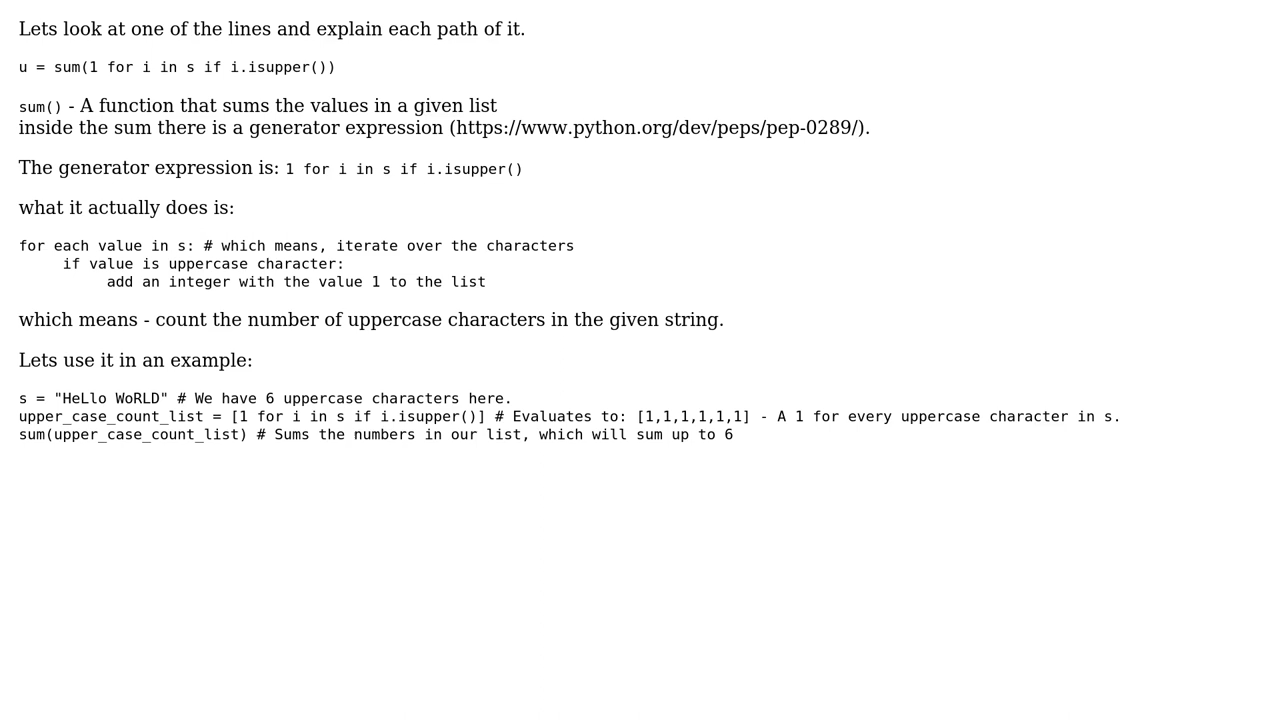 Lets look at one of the lines and explain each path of it.
u = sum(1 for i in s if i.isupper())
sum() - A function that sums the values in a given list
inside the sum there is a generator expression (https://www.python.org/dev/peps/pep-0289/).
The generator expression is: 1 for i in s if i.isupper()
what it actually does is:
for each value in s: # which means, iterate over the characters
     if value is uppercase character:
          add an integer with the value 1 to the list
which means - count the number of uppercase characters in the given string.
Lets use it in an example:
s = "HeLlo WoRLD" # We have 6 uppercase characters here.
upper_case_count_list = [1 for i in s if i.isupper()] # Evaluates to: [1,1,1,1,1,1] - A 1 for every uppercase character in s.
sum(upper_case_count_list) # Sums the numbers in our list, which will sum up to 6